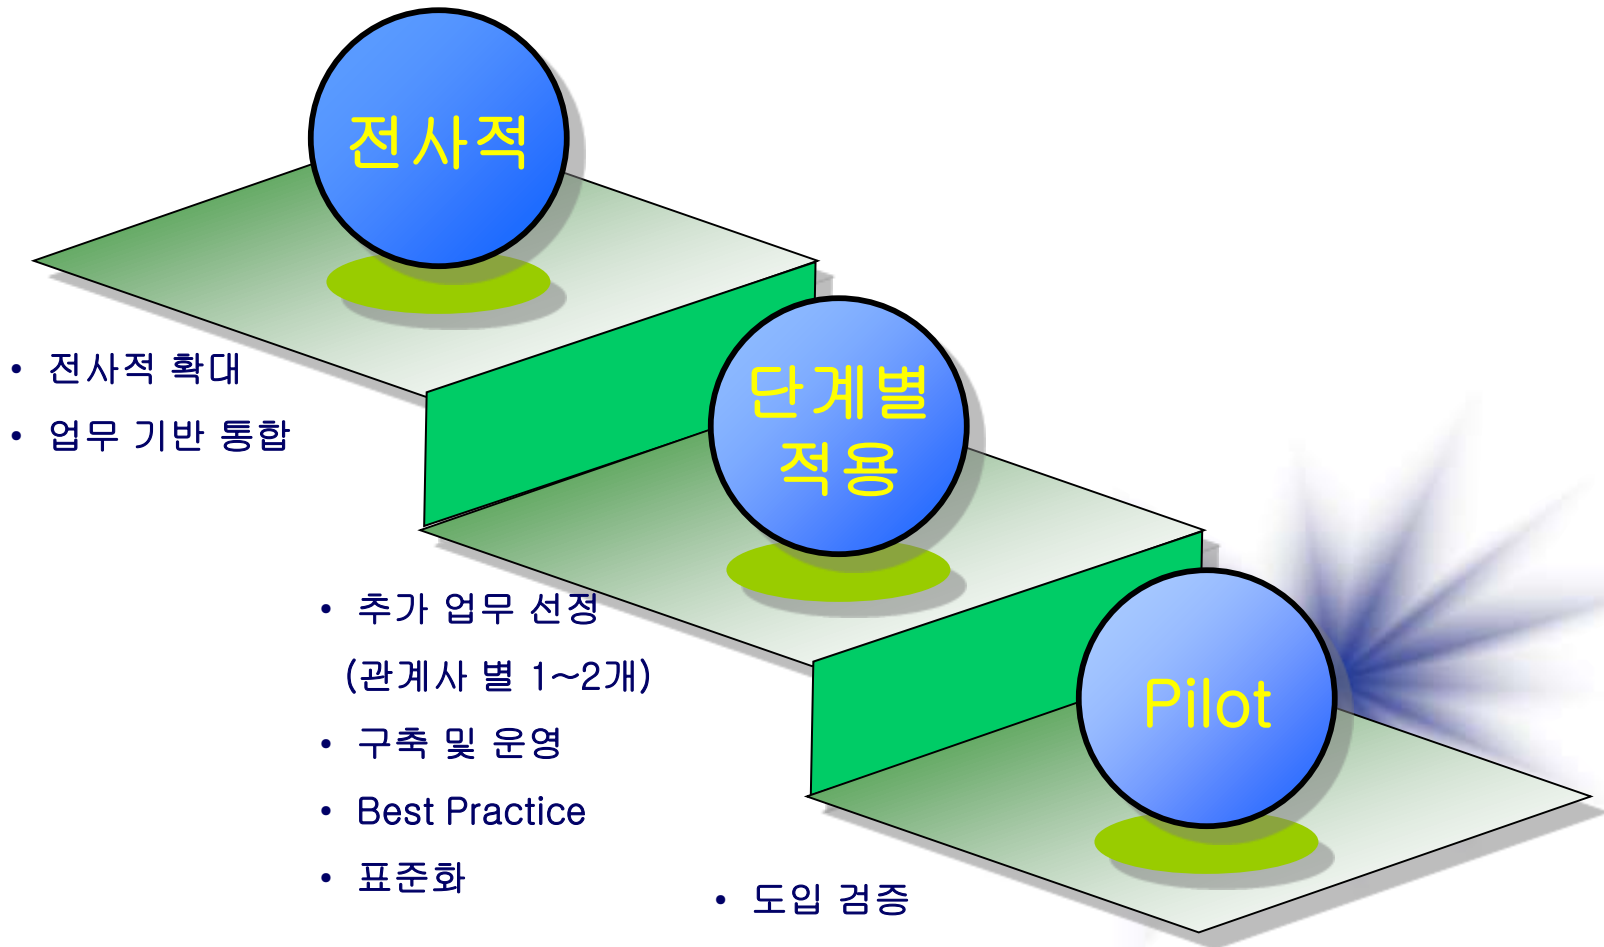 전사적
• 전사적 확대
• 업무 기반 통합
단계별
적용
• 추가 업무 선정
(관계사 별 1~2개)
• 구축 및 운영
• Best Practice
• 표준화
Pilot
• 도입 검증